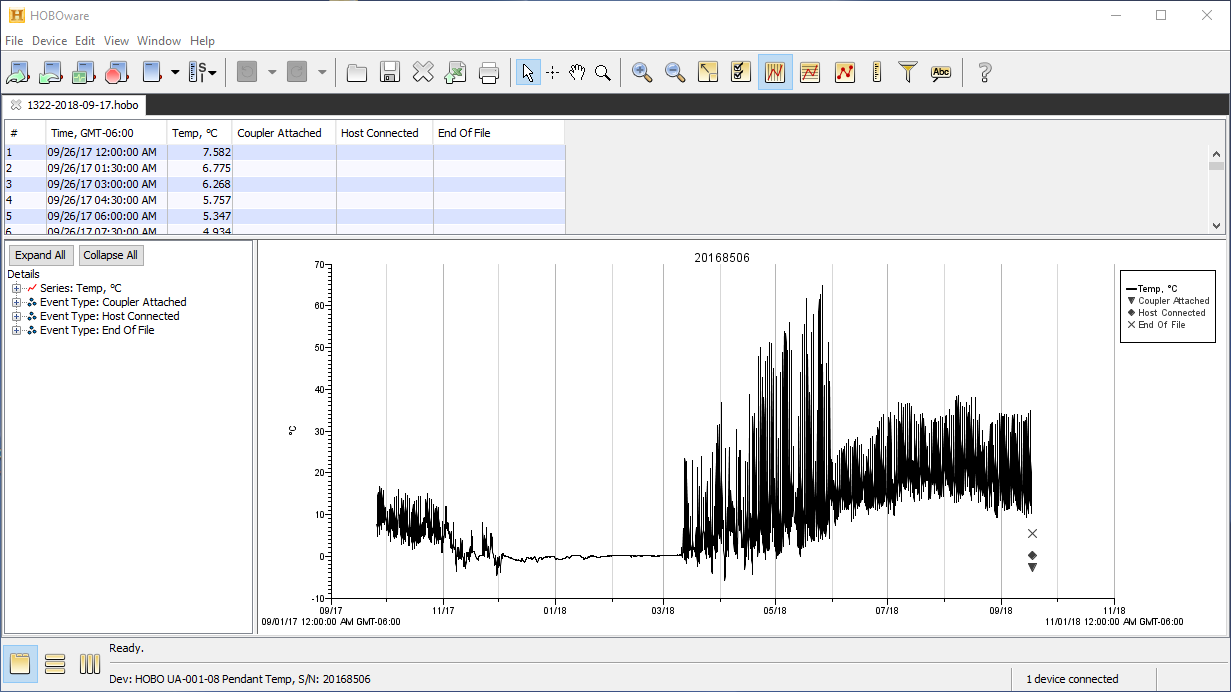 HOBOware
File Device Edit View Window Help
1322-2018-09-17.hobo
# Time, GMT-06:00 Temp, °C Coupler Attached Host Connected End Of File
1 09/26/17 12:00:00 AM 7.582
2 09/26/17 01:30:00 AM 6.775
3 09/26/17 03:00:00 AM 6.268
4 09/26/17 04:30:00 AM 5.757
5 09/26/17 06:00:00 AM 5.347
6 09/26/17 07:30:00 AM 4.934
Expand All Collapse All
Details
Series: Temp, °C
Event Type: Coupler Attached
Event Type: Host Connected
Event Type: End Of File
20168506
70
60
50
40
30
20
10
0
-10
°C
09/17 11/17 01/18 03/18 05/18 07/18 09/18 11/18
09/01/17 12:00:00 AM GMT-06:00 11/01/18 12:00:00 AM GMT-06:00
Temp, °C
Coupler Attached
Host Connected
End Of File
Ready.
Dev: HOBO UA-001-08 Pendant Temp, S/N: 20168506 1 device connected
H
S
I
Abc
?